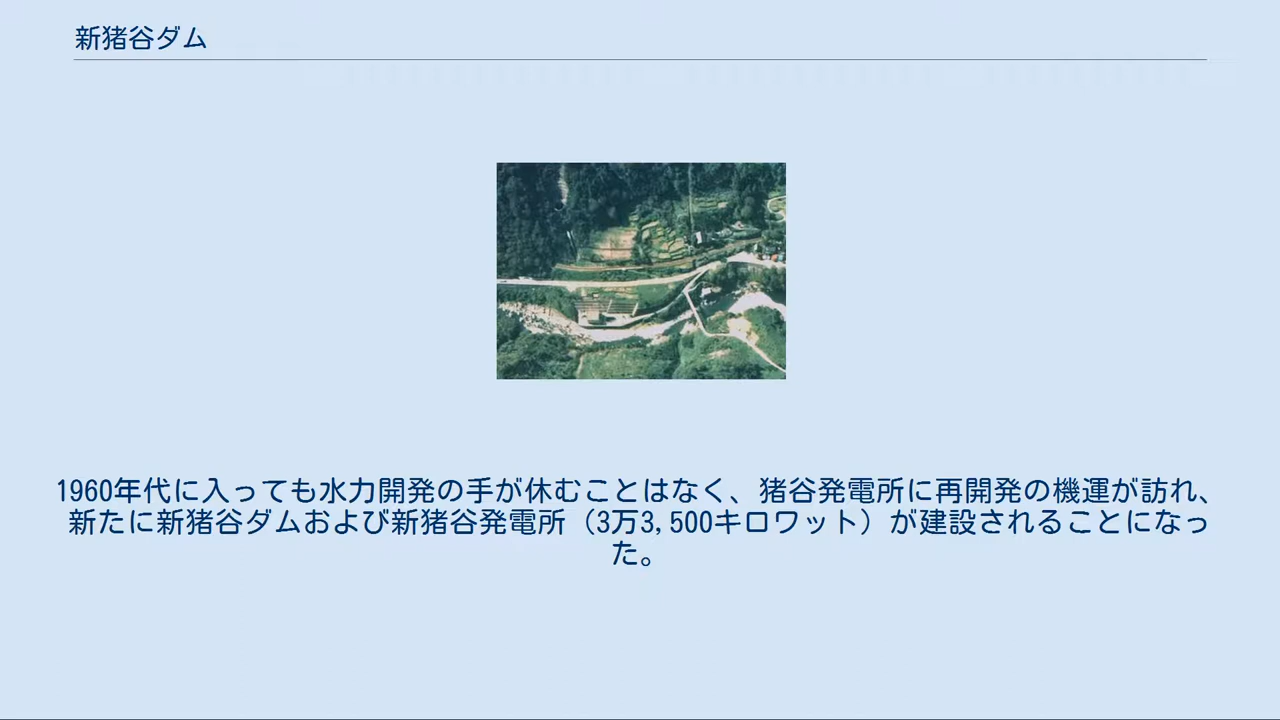 新猪谷ダム
1960年代に入っても水力開発の手が休むことはなく、猪谷発電所に再開発の機運が訪れ、
新たに新猪谷ダムおよび新猪谷発電所（3万3,500キロワット）が建設されることになっ
た。